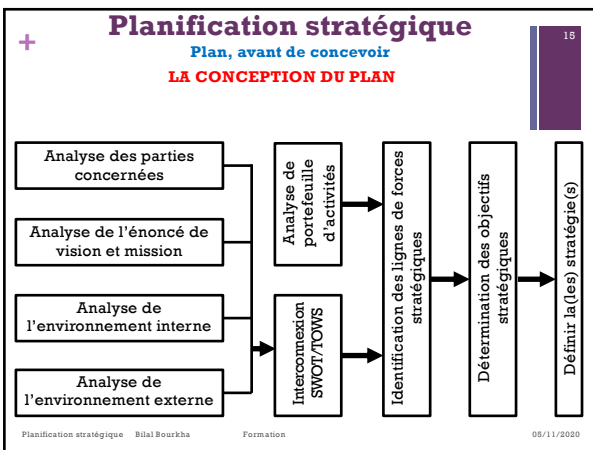 Planification stratégique
+
15
Plan, avant de concevoir
LA CONCEPTION DU PLAN
Analyse des parties
concernées
Analyse de l'énoncé de
vision et mission
Analyse de
l'environnement interne
Analyse de
l'environnement externe
Analyse de
portefeuille
d'activités
Interconnexion
SWOT/TOWS
Identification des lignes de forces
stratégiques
Détermination des objectifs
stratégiques
Définir la(les) stratégie(s)
Planification stratégique Bilal Bourkha Formation 05/11/2020